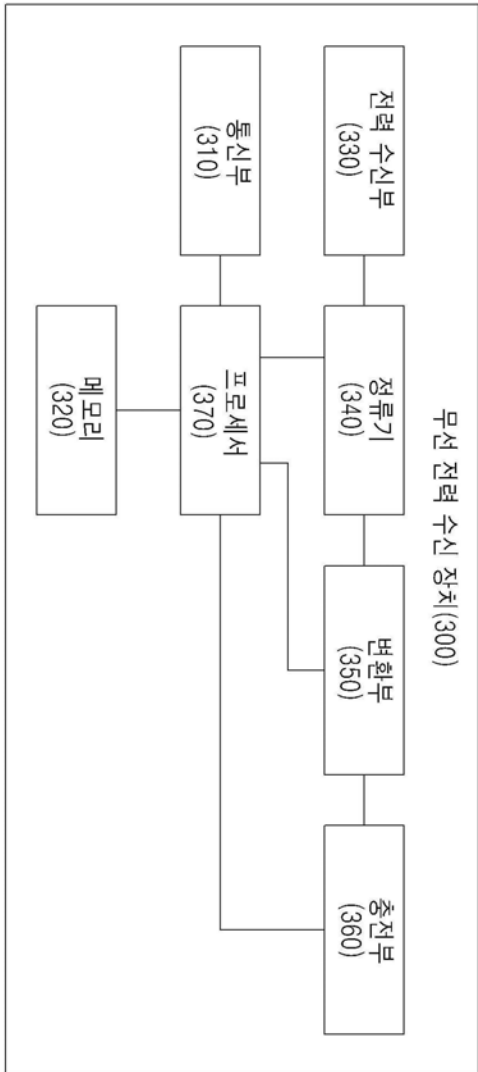 무선 전력 수신 장치(300)
전력 수신부
(330)
정류기
(340)
변환부
(350)
충전부
(360)
통신부
(310)
프로세서
(370)
메모리
(320)